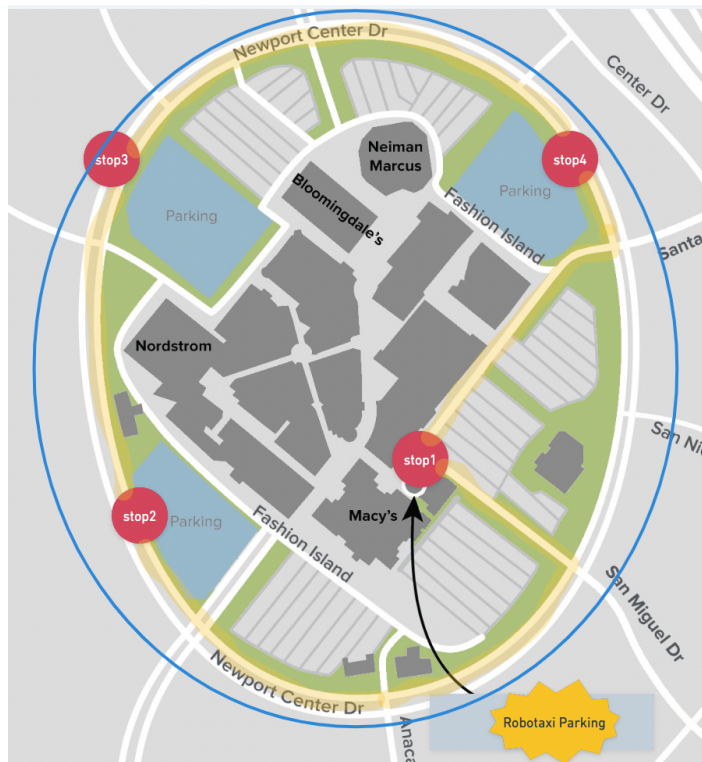 Newport Center Dr
Center Dr
stop3
Neiman
Marcus
stop4
Parking
Parking
Bloomingdale's
Fashion Island
Santa
Nordstrom
San Ni
stop1
stop2
Parking
Macy's
Fashion Island
San Miguel Dr
Newport Center Dr
Anaca
Robotaxi Parking